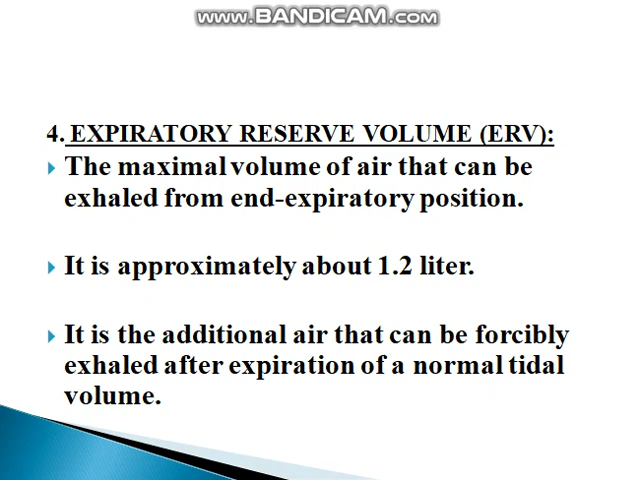 www.BANDICAM.com
4. EXPIRATORY RESERVE VOLUME (ERV):
The maximal volume of air that can be
exhaled from end-expiratory position.
It is approximately about 1.2 liter.
It is the additional air that can be forcibly
exhaled after expiration of a normal tidal
volume.